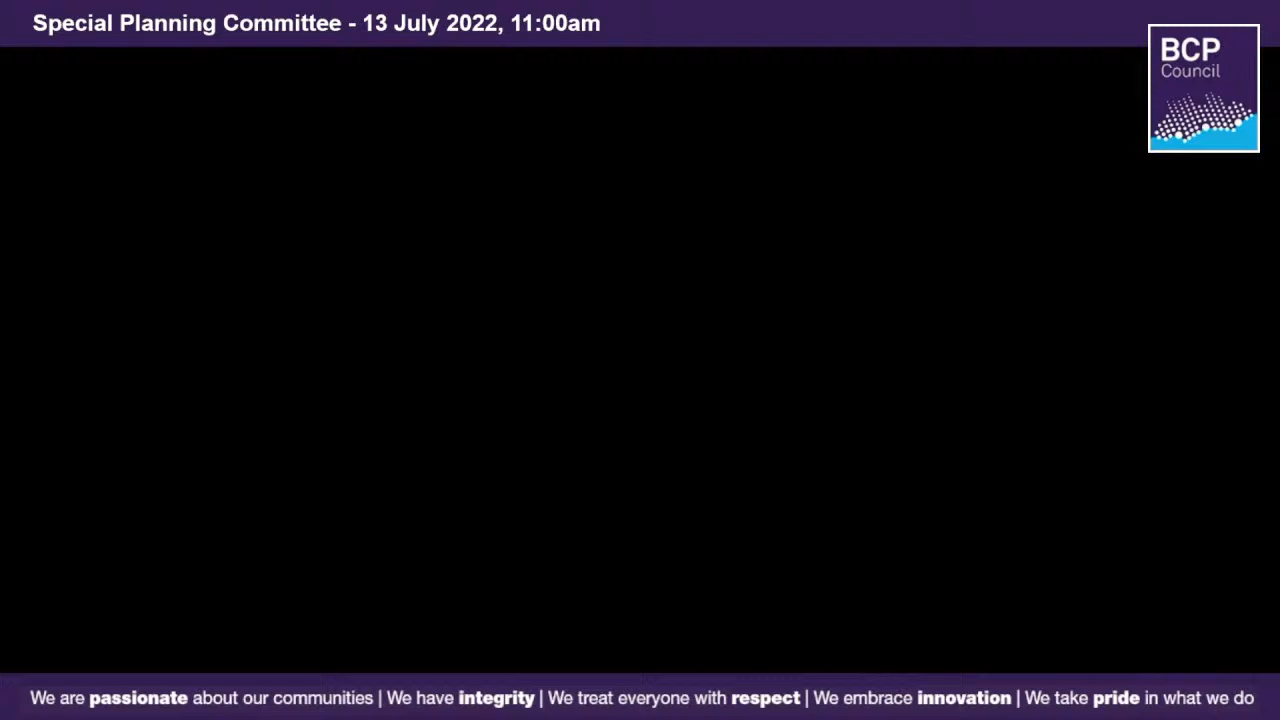 Special Planning Committee - 13 July 2022, 11:00am
BCP
Council
We are passionate about our communities | We have integrity | We treat everyone with respect | We embrace innovation | We take pride in what we do